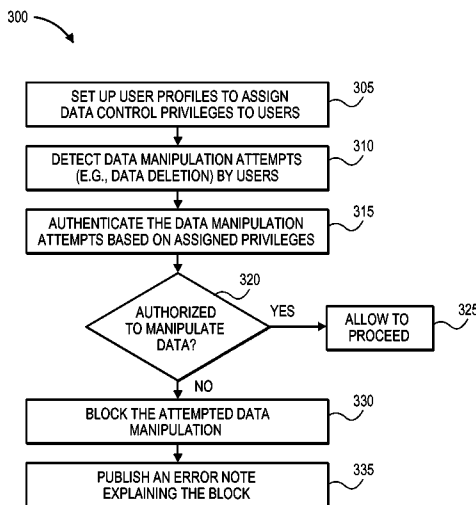 300
SET UP USER PROFILES TO ASSIGN
DATA CONTROL PRIVILEGES TO USERS
305
DETECT DATA MANIPULATION ATTEMPTS
(E.G., DATA DELETION) BY USERS
310
AUTHENTICATE THE DATA MANIPULATION
ATTEMPTS BASED ON ASSIGNED PRIVILEGES
315
320
AUTHORIZED
TO MANIPULATE
DATA?
YES
ALLOW TO
PROCEED
325
NO
BLOCK THE ATTEMPTED DATA
MANIPULATION
330
PUBLISH AN ERROR NOTE
EXPLAINING THE BLOCK
335